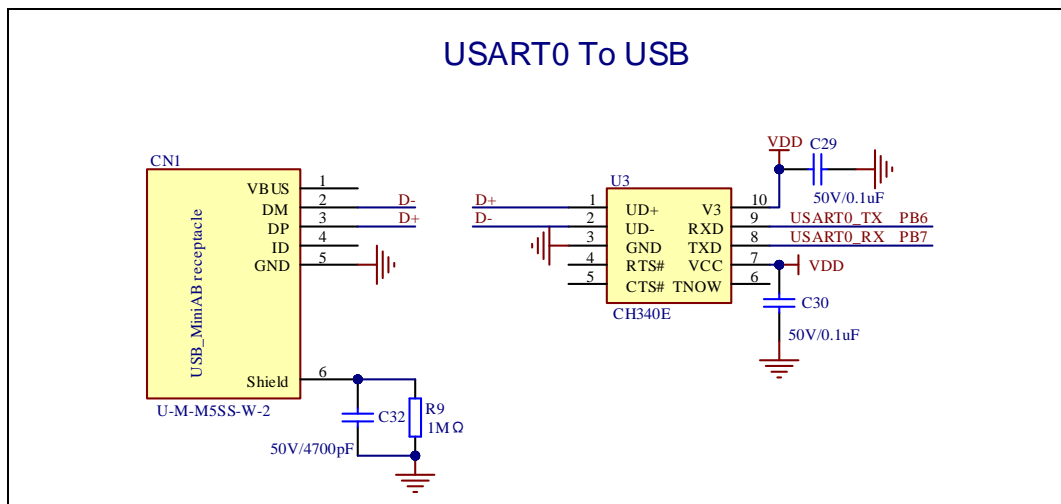 USART0 To USB
CN1
VBUS 1
DM 2 D-
DP 3 D+
ID 4
GND 5
USB_MiniAB receptacle
Shield 6
U-M-M5SS-W-2
C32
50V/4700pF
R9
1MΩ
U3
D+ 1 UD+ V3 10
D- 2 UD- RXD 9 USART0_TX PB6
3 GND TXD 8 USART0_RX PB7
4 RTS# VCC 7 VDD
5 CTS# TNOW 6
CH340E
VDD
C29
50V/0.1uF
C30
50V/0.1uF